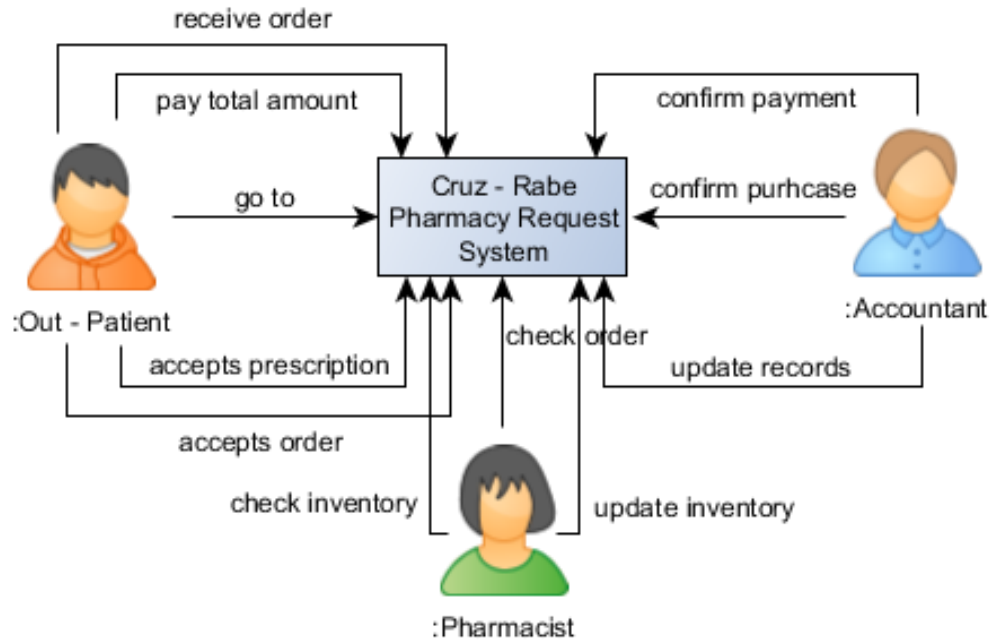 receive order
pay total amount
confirm payment
go to
Cruz - Rabe
Pharmacy Request
System
confirm purhcase
:Out - Patient
:Accountant
check order
accepts prescription
update records
accepts order
check inventory
update inventory
:Pharmacist